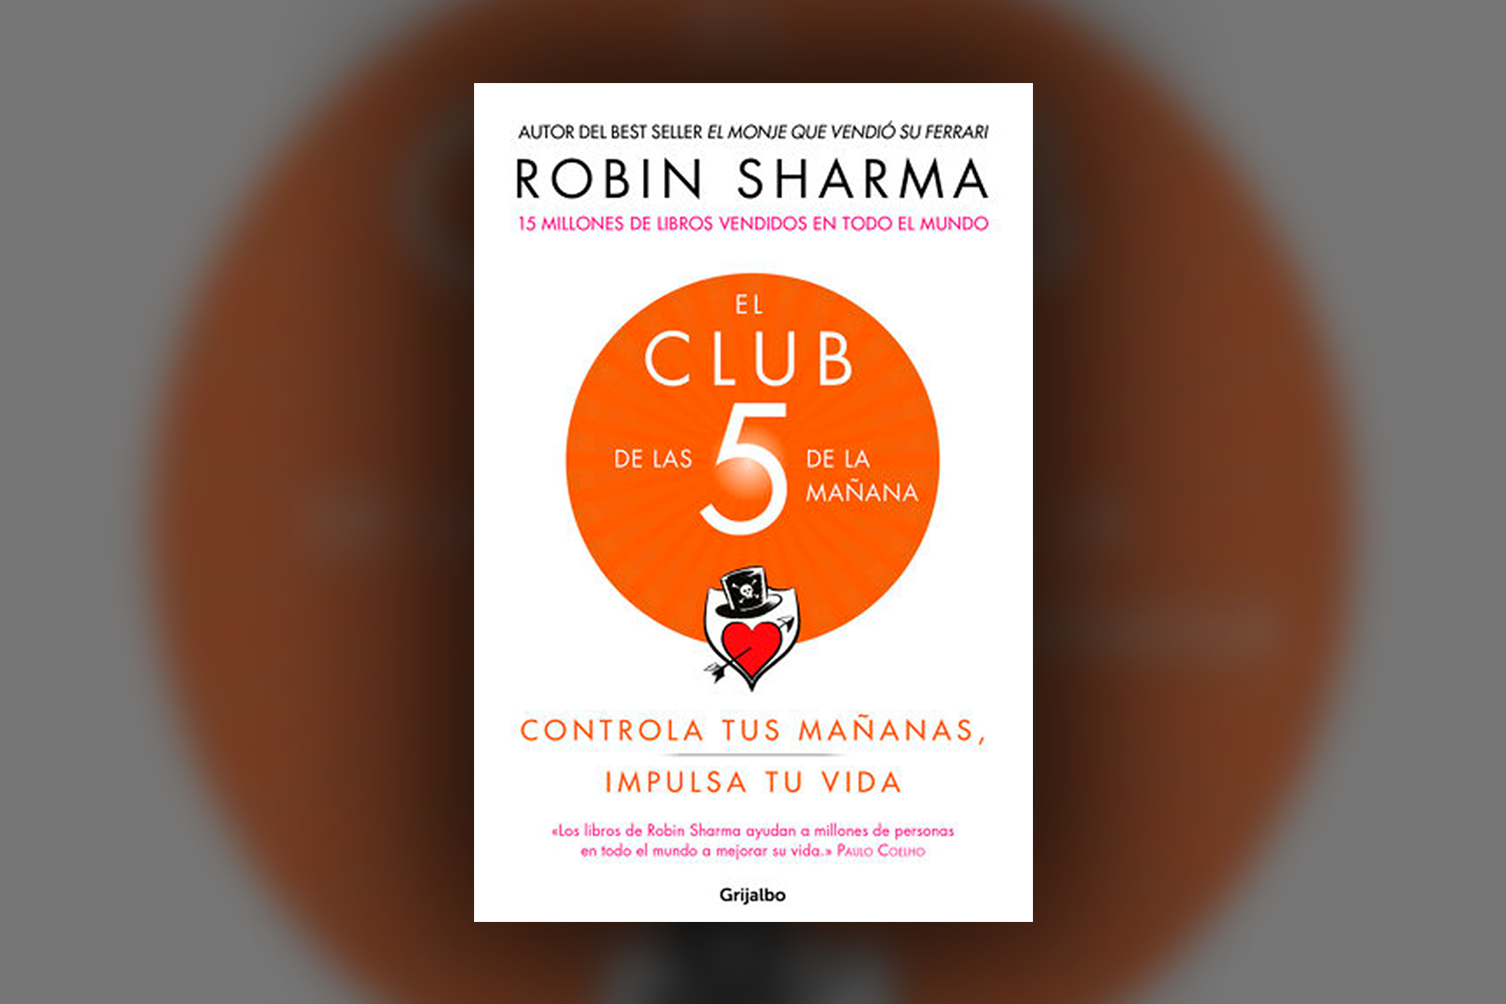 AUTOR DEL BEST SELLER EL MONJE QUE VENDIÓ SU FERRARI
ROBIN SHARMA
15 MILLONES DE LIBROS VENDIDOS EN TODO EL MUNDO
EL
CLUB
DE LAS 5 DE LA
MAÑANA
CONTROLA TUS MAÑANAS,
IMPULSA TU VIDA
«Los libros de Robin Sharma ayudan a millones de personas
en todo el mundo a mejorar su vida.» PAULO COELHO
Grijalbo